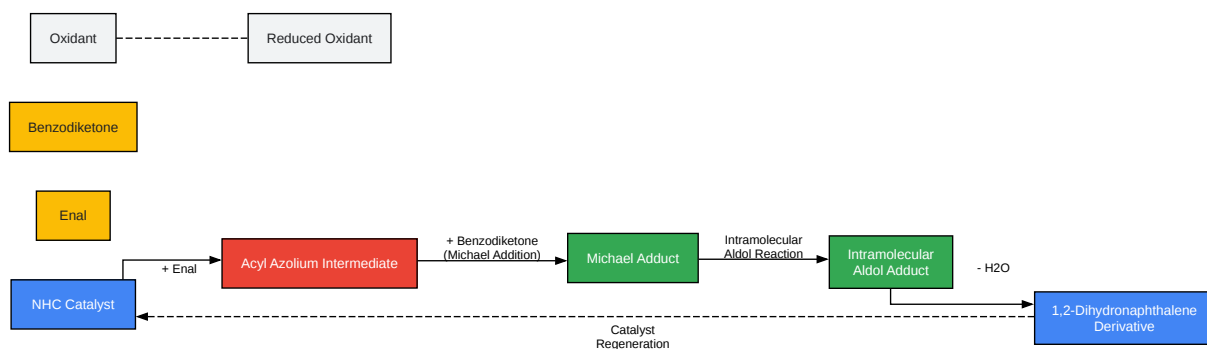 Oxidant
Reduced Oxidant
Benzodiketone
Enal
NHC Catalyst
+ Enal
Acyl Azolium Intermediate
+ Benzodiketone
(Michael Addition)
Michael Adduct
Intramolecular
Aldol Reaction
Intramolecular
Aldol Adduct
- H2O
1,2-Dihydronaphthalene
Derivative
Catalyst
Regeneration